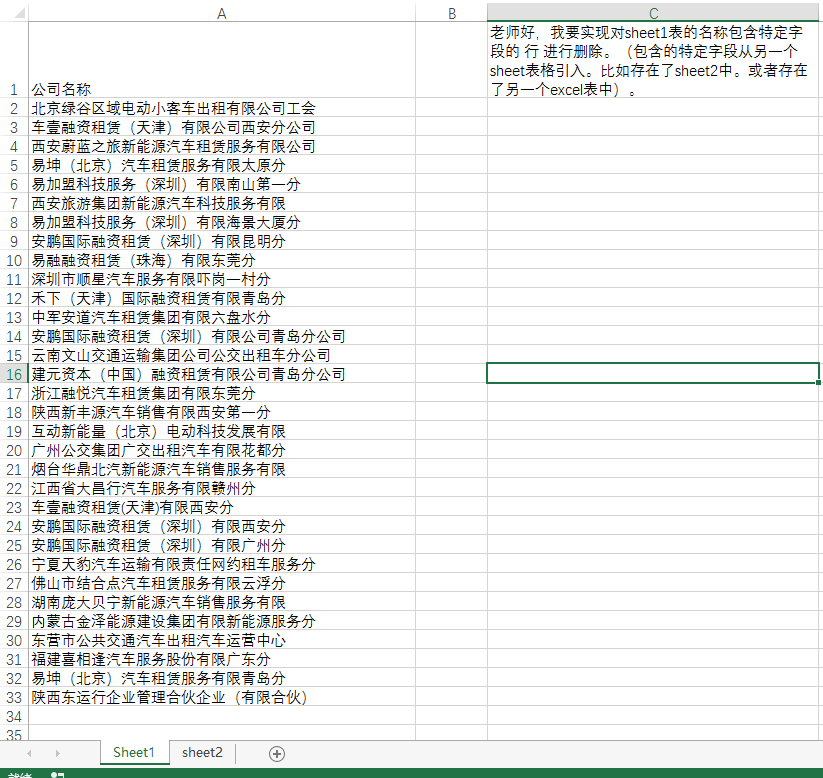 A B C
老师好，我要实现对sheet1表的名称包含特定字
段的 行 进行删除。（包含的特定字段从另一个
sheet表格引入。比如存在了sheet2中。或者存在
了另一个excel表中）。
1 公司名称
2 北京绿谷区域电动小客车出租有限公司工会
3 车壹融资租赁（天津）有限公司西安分公司
4 西安蔚蓝之旅新能源汽车租赁服务有限公司
5 易坤（北京）汽车租赁服务有限太原分
6 易加盟科技服务（深圳）有限南山第一分
7 西安旅游集团新能源汽车科技服务有限
8 易加盟科技服务（深圳）有限海景大厦分
9 安鹏国际融资租赁（深圳）有限昆明分
10 易融融资租赁（珠海）有限东莞分
11 深圳市顺星汽车服务有限吓岗一村分
12 禾下（天津）国际融资租赁有限青岛分
13 中军安道汽车租赁集团有限六盘水分
14 安鹏国际融资租赁（深圳）有限公司青岛分公司
15 云南文山交通运输集团公司公交出租车分公司
16 建元资本（中国）融资租赁有限公司青岛分公司
17 浙江融悦汽车租赁集团有限东莞分
18 陕西新丰源汽车销售有限西安第一分
19 互动新能量（北京）电动科技发展有限
20 广州公交集团广交出租汽车有限花都分
21 烟台华鼎北汽新能源汽车销售服务有限
22 江西省大昌行汽车服务有限赣州分
23 车壹融资租赁(天津)有限西安分
24 安鹏国际融资租赁（深圳）有限西安分
25 安鹏国际融资租赁（深圳）有限广州分
26 宁夏天豹汽车运输有限责任网约租车服务分
27 佛山市结合点汽车租赁服务有限云浮分
28 湖南庞大贝宁新能源汽车销售服务有限
29 内蒙古金泽能源建设集团有限新能源服务分
30 东营市公共交通汽车出租汽车运营中心
31 福建喜相逢汽车服务股份有限广东分
32 易坤（北京）汽车租赁服务有限青岛分
33 陕西东运行企业管理合伙企业（有限合伙）
34
35
Sheet1 sheet2
就绪